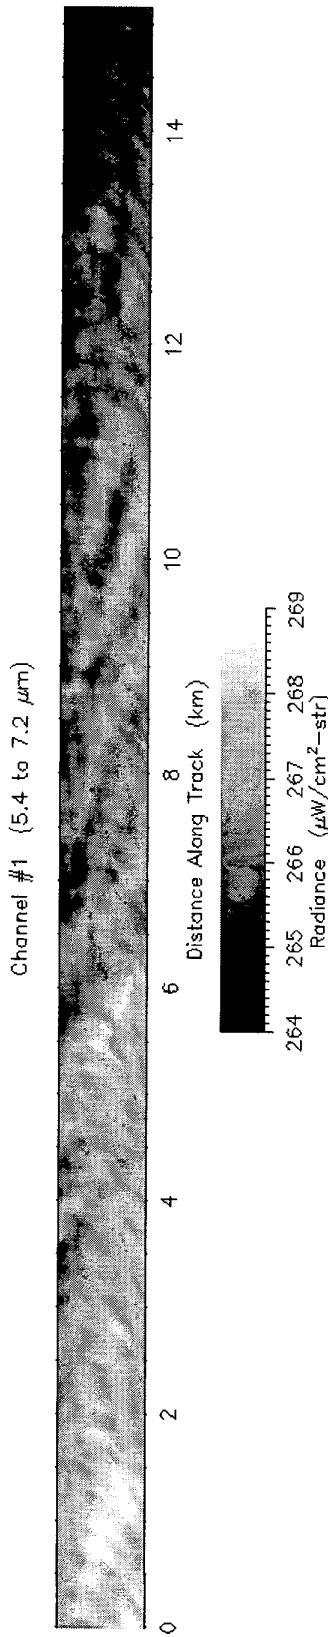 Channel #1 (5.4 to 7.2 μm)
0 2 4 6 8 10 12 14
Distance Along Track (km)
264 265 266 267 268 269
Radiance (μW/cm²−str)